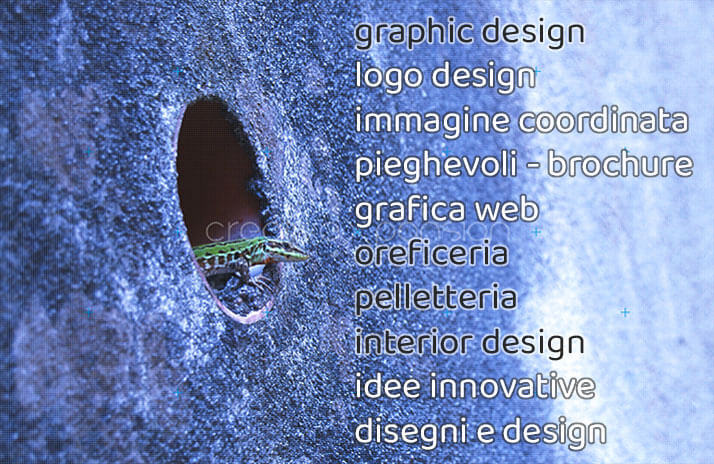 graphic design
logo design
immagine coordinata
pieghevoli - brochure
grafica web
oreficeria
pelletteria
interior design
idee innovative
disegni e design